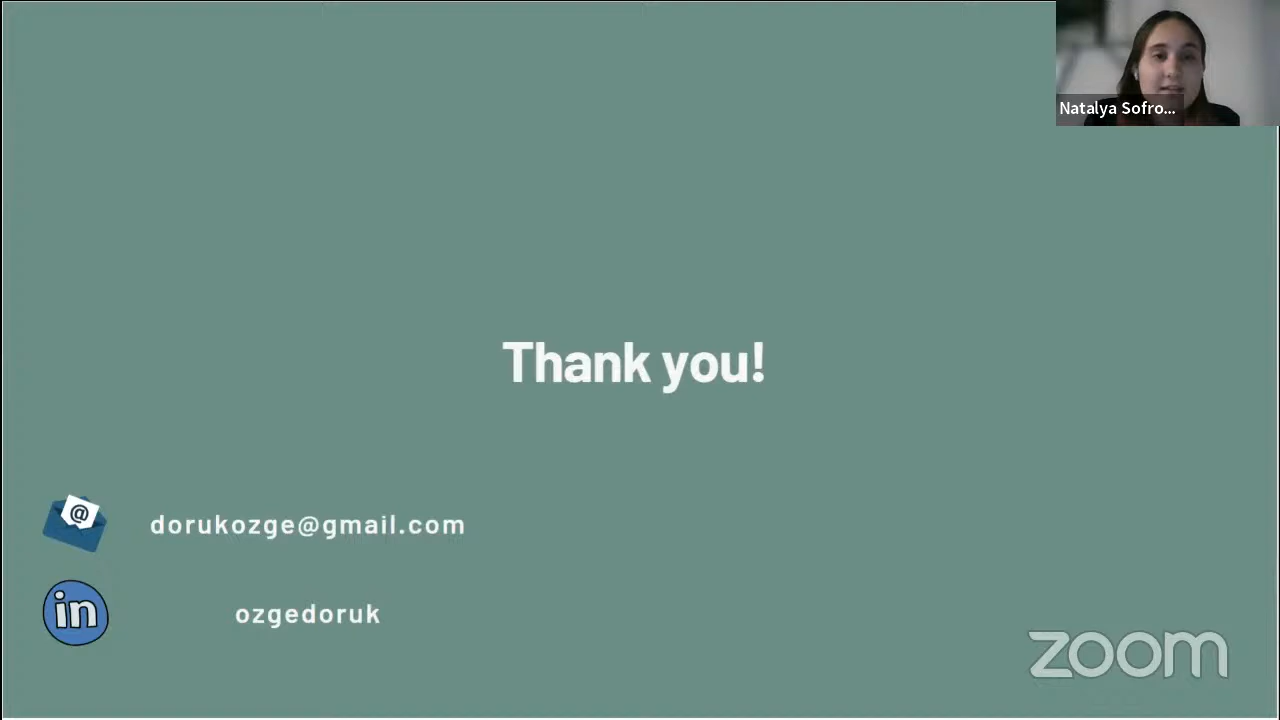 Natalya Sofro...
Thank you!
@
dorukozge@gmail.com
in
ozgedoruk
zoom